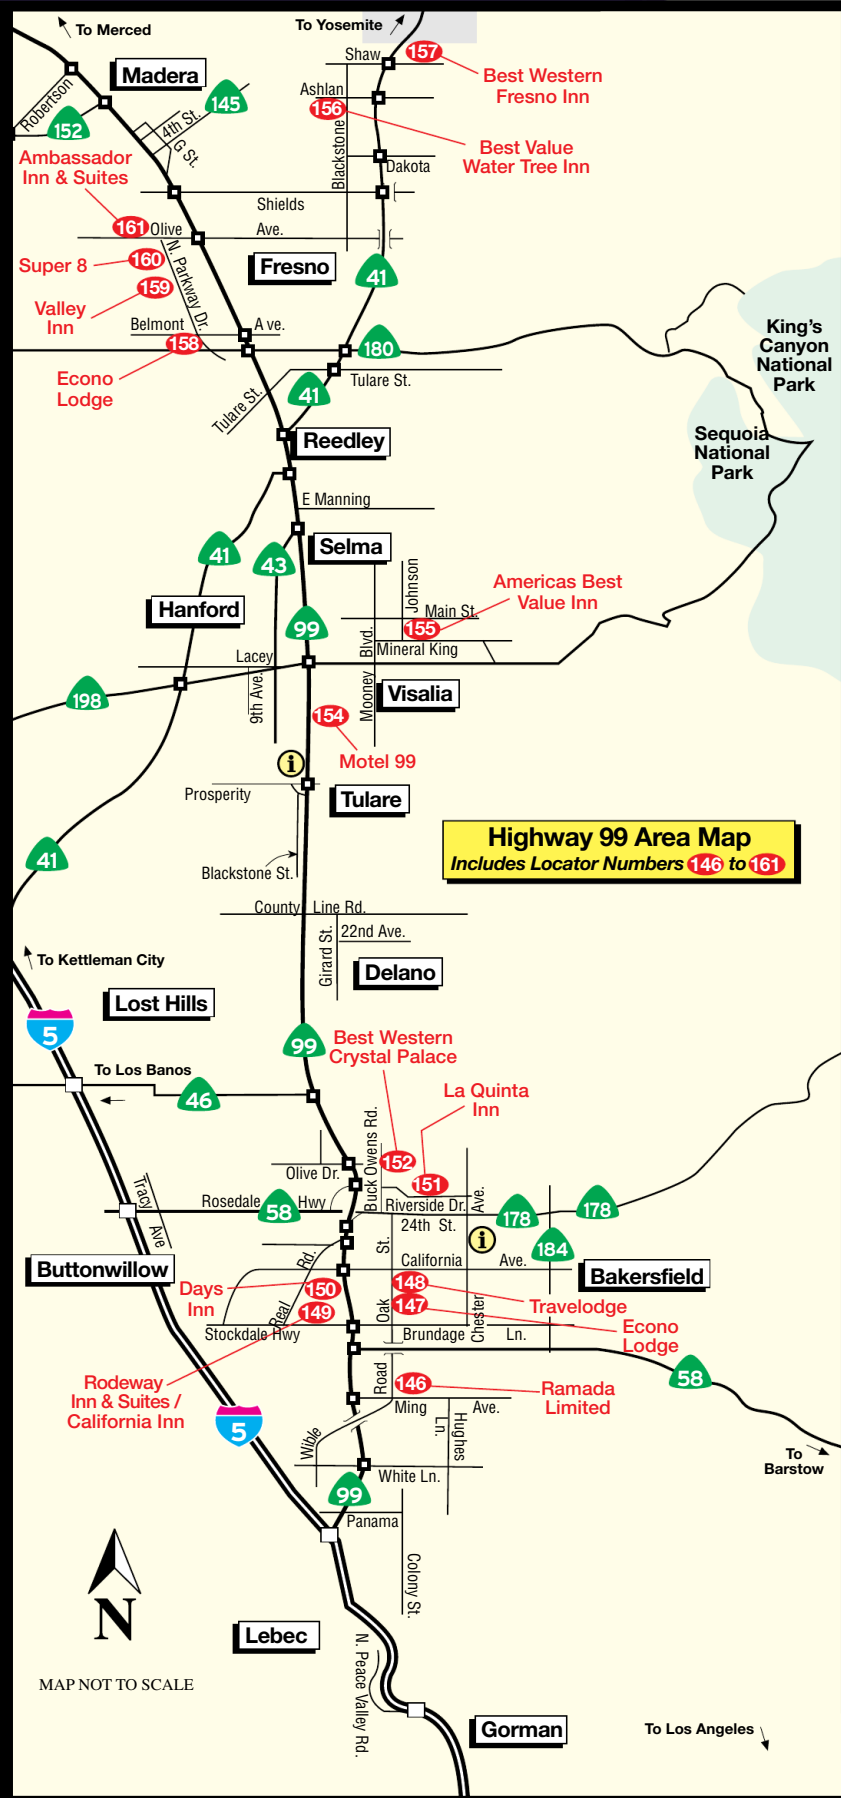 To Merced
To Yosemite
Shaw
157
Madera
Best Western
Fresno Inn
Robertson
Ashlan
145
156
4th St.
152
G St.
Blackstone
Best Value
Water Tree Inn
Ambassador
Inn & Suites
Dakota
Shields
161
Olive
Ave.
Super 8
160
N. Parkway Dr.
Fresno
41
159
Valley
Inn
Belmont
A ve.
158
180
King's
Canyon
National
Park
Econo
Lodge
Tulare St.
Tulare St.
41
Reedley
Sequoia
National
Park
E Manning
41
43
Selma
Johnson
Americas Best
Value Inn
Hanford
99
Main St.
155
Blvd.
Mineral King
Lacey
198
9th Ave.
Mooney
Visalia
154
Motel 99
i
Prosperity
Tulare
Highway 99 Area Map
Includes Locator Numbers 146 to 161
41
Blackstone St.
County Line Rd.
22nd Ave.
Girard St.
To Kettleman City
Delano
Lost Hills
5
99
Best Western
Crystal Palace
To Los Banos
La Quinta
Inn
46
Buck Owens Rd.
152
Olive Dr.
151
Tracy
Ave
Rosedale
58
Hwy
Riverside Dr.
Ave.
178
178
24th St.
i
St.
184
Buttonwillow
Rd.
California
Ave.
Bakersfield
Days
Inn
150
148
Travelodge
149
Real
Oak
147
Chester
Econo
Lodge
Stockdale Hwy
Brundage
Ln.
58
Rodeway
Inn & Suites /
California Inn
Road
146
Ramada
Limited
Ming
Ave.
5
Wible
Hughes
Ln.
To
Barstow
White Ln.
99
Panama
Colony St.
N
Lebec
N. Peace Valley Rd.
MAP NOT TO SCALE
Gorman
To Los Angeles